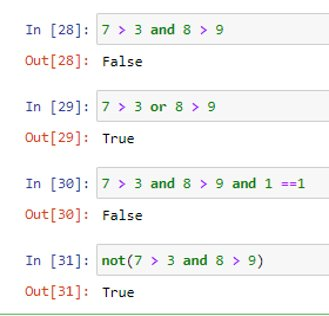 In [28]: 7 > 3 and 8 > 9
Out[28]: False
In [29]: 7 > 3 or 8 > 9
Out[29]: True
In [30]: 7 > 3 and 8 > 9 and 1 ==1
Out[30]: False
In [31]: not(7 > 3 and 8 > 9)
Out[31]: True